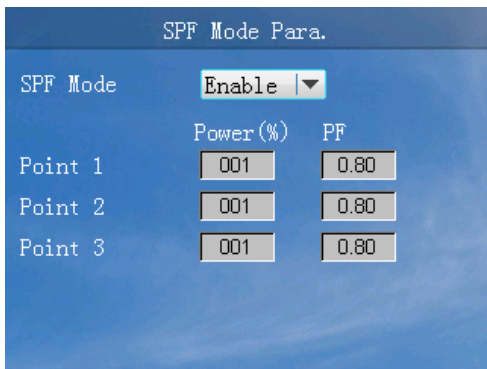 SPF Mode Para.
SPF Mode Enable
Power(%) PF
Point 1 001 0.80
Point 2 001 0.80
Point 3 001 0.80